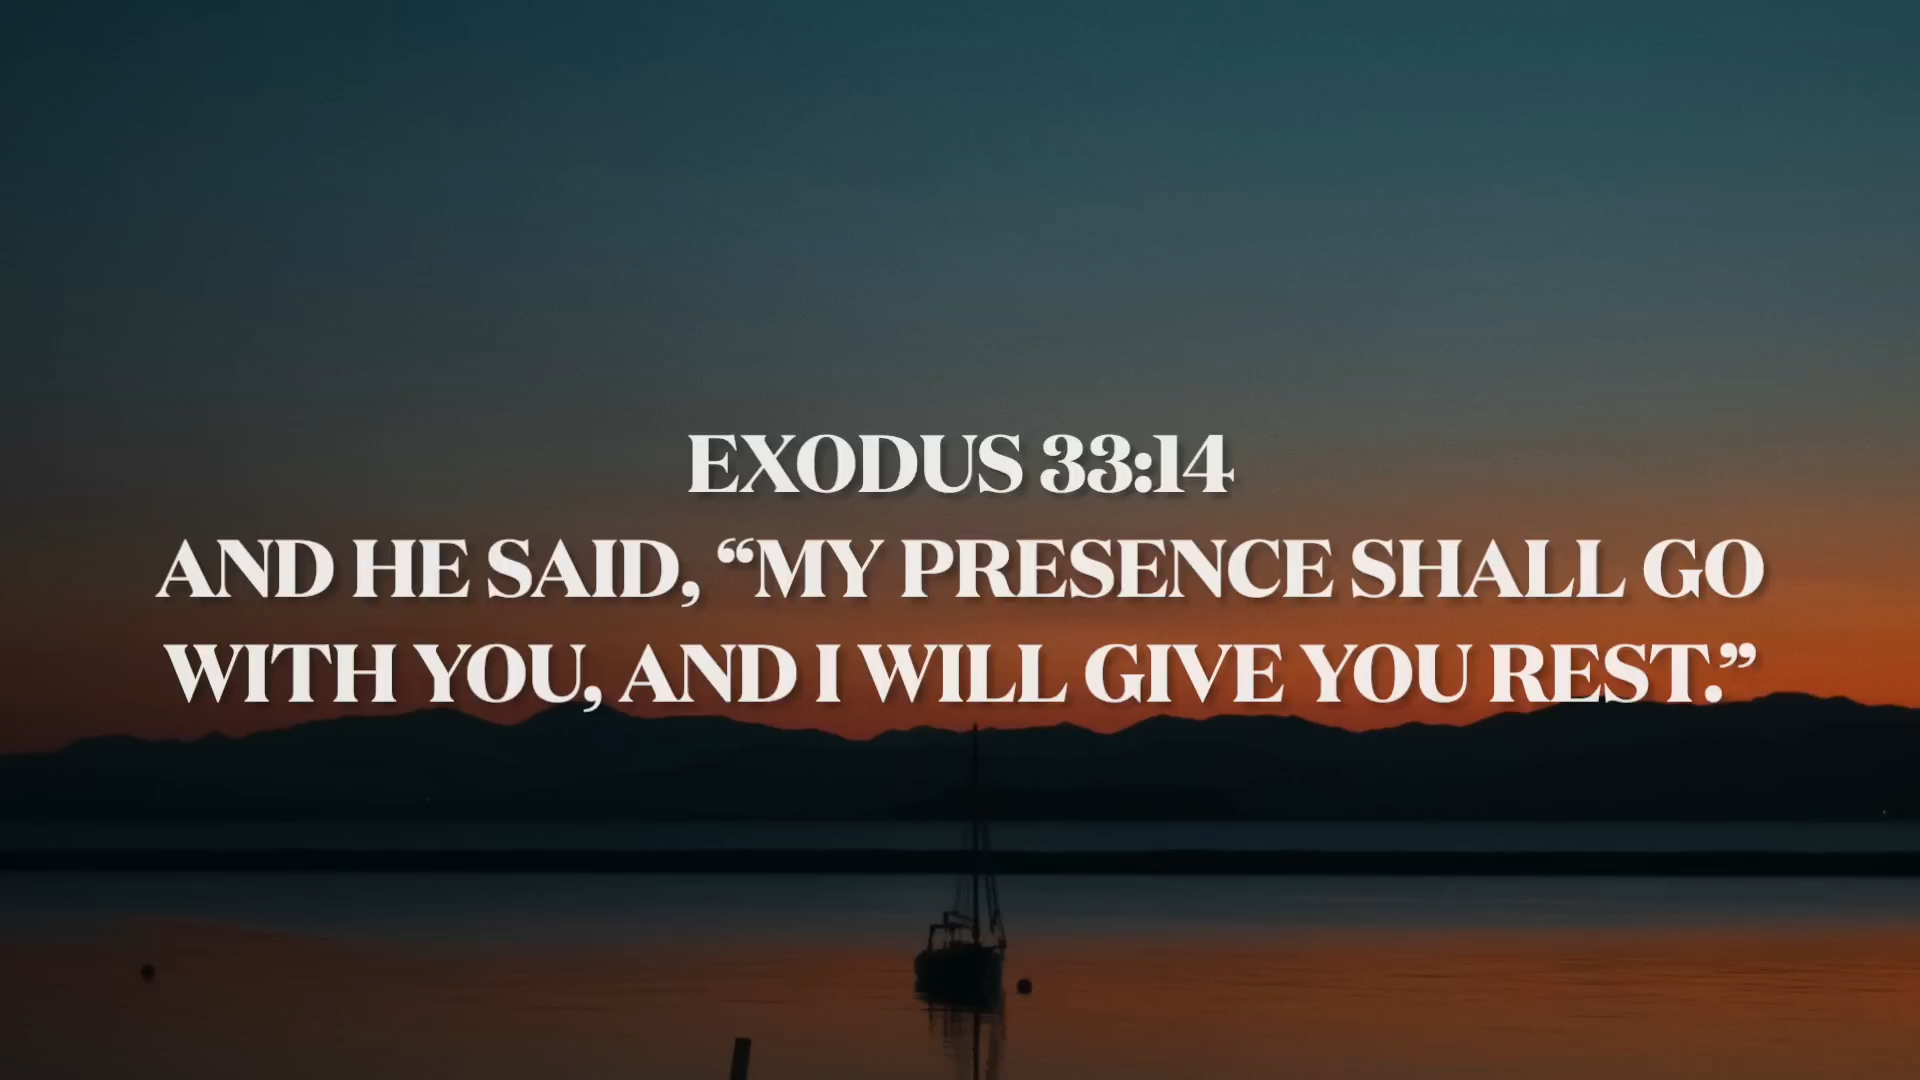 EXODUS 33:14
AND HE SAID, “MY PRESENCE SHALL GO
WITH YOU, AND I WILL GIVE YOU REST.”